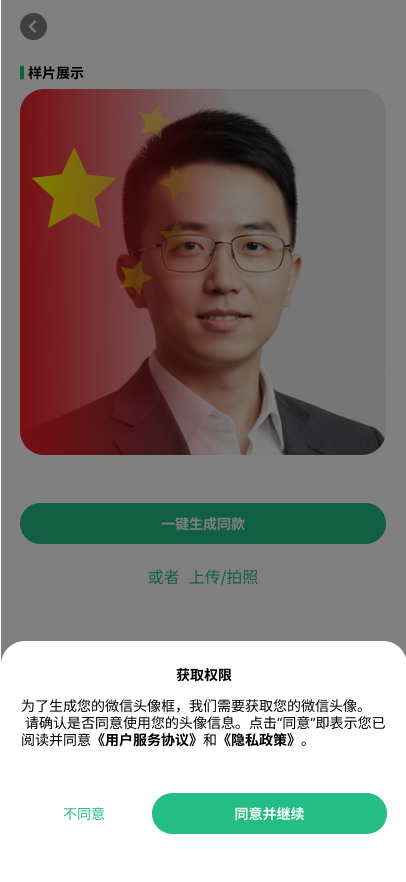 样片展示
一键生成同款
或者 上传/拍照
获取权限
为了生成您的微信头像框，我们需要获取您的微信头像。
请确认是否同意使用您的头像信息。点击“同意”即表示您已
阅读并同意《用户服务协议》和《隐私政策》。
不同意 同意并继续